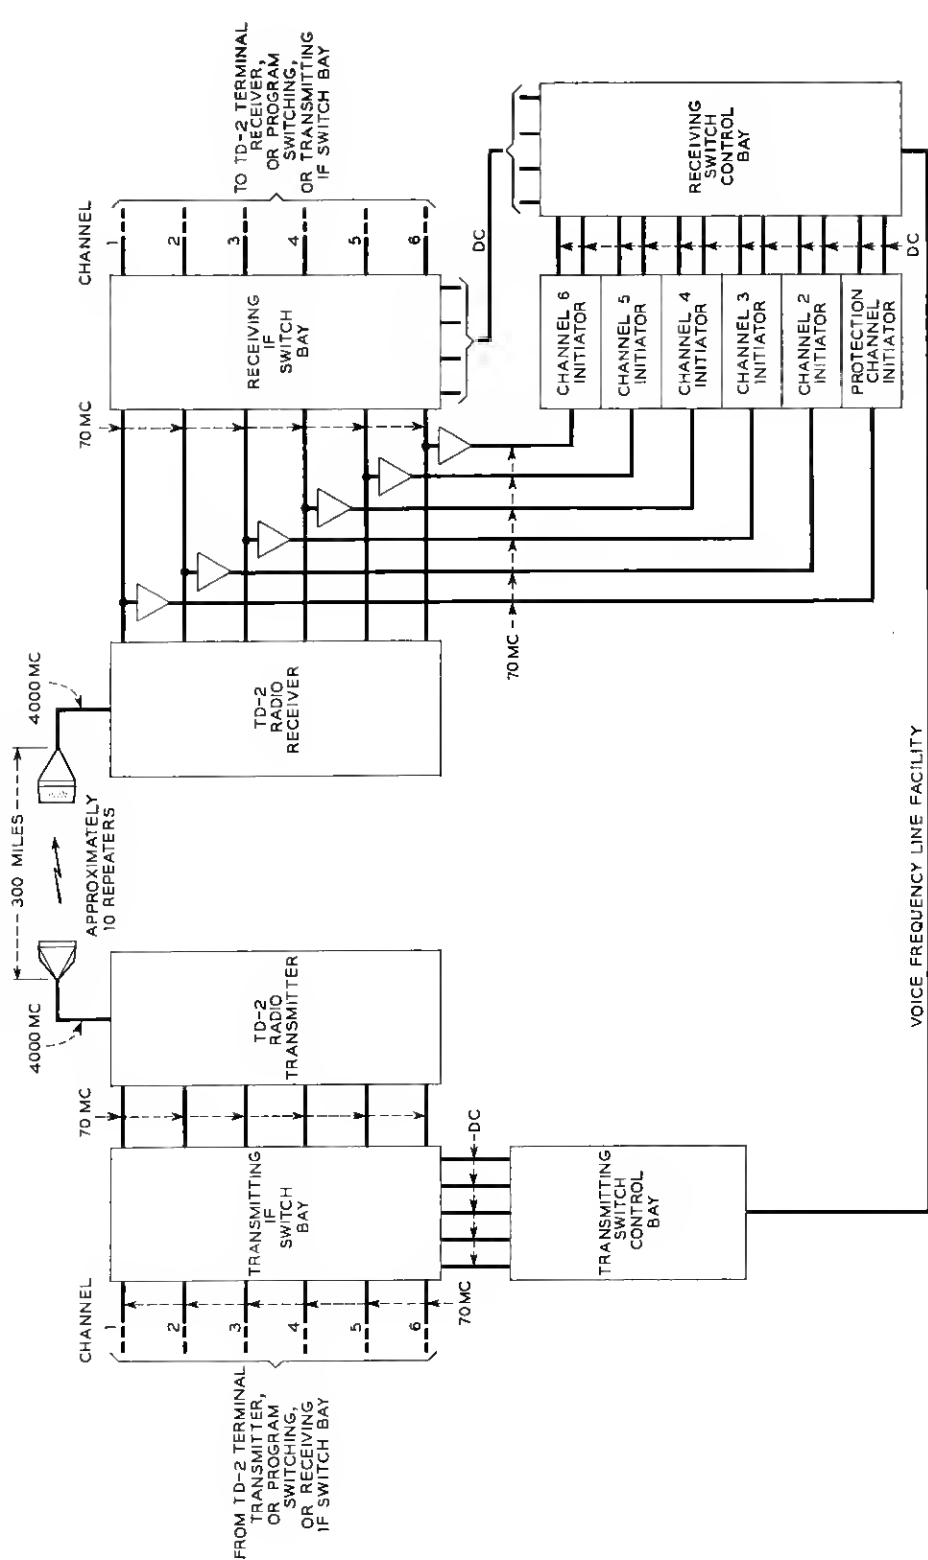 FROM TD-2 TERMINAL
TRANSMITTER,
OR PROGRAM
SWITCHING,
OR RECEIVING
IF SWITCH BAY
CHANNEL
1
2
3
4
5
6
70 MC
TRANSMITTING
IF
SWITCH
BAY
DC
TRANSMITTING
SWITCH
CONTROL
BAY
70 MC
TD-2
RADIO
TRANSMITTER
4000 MC
300 MILES
APPROXIMATELY
10 REPEATERS
4000 MC
TD-2
RADIO
RECEIVER
70 MC
70 MC
RECEIVING
IF
SWITCH
BAY
CHANNEL
1
2
3
4
5
6
TO TD-2 TERMINAL
RECEIVER,
OR PROGRAM
SWITCHING,
OR TRANSMITTING
IF SWITCH BAY
DC
CHANNEL 6
INITIATOR
CHANNEL 5
INITIATOR
CHANNEL 4
INITIATOR
CHANNEL 3
INITIATOR
CHANNEL 2
INITIATOR
PROTECTION
CHANNEL
INITIATOR
DC
RECEIVING
SWITCH
CONTROL
BAY
VOICE FREQUENCY LINE FACILITY